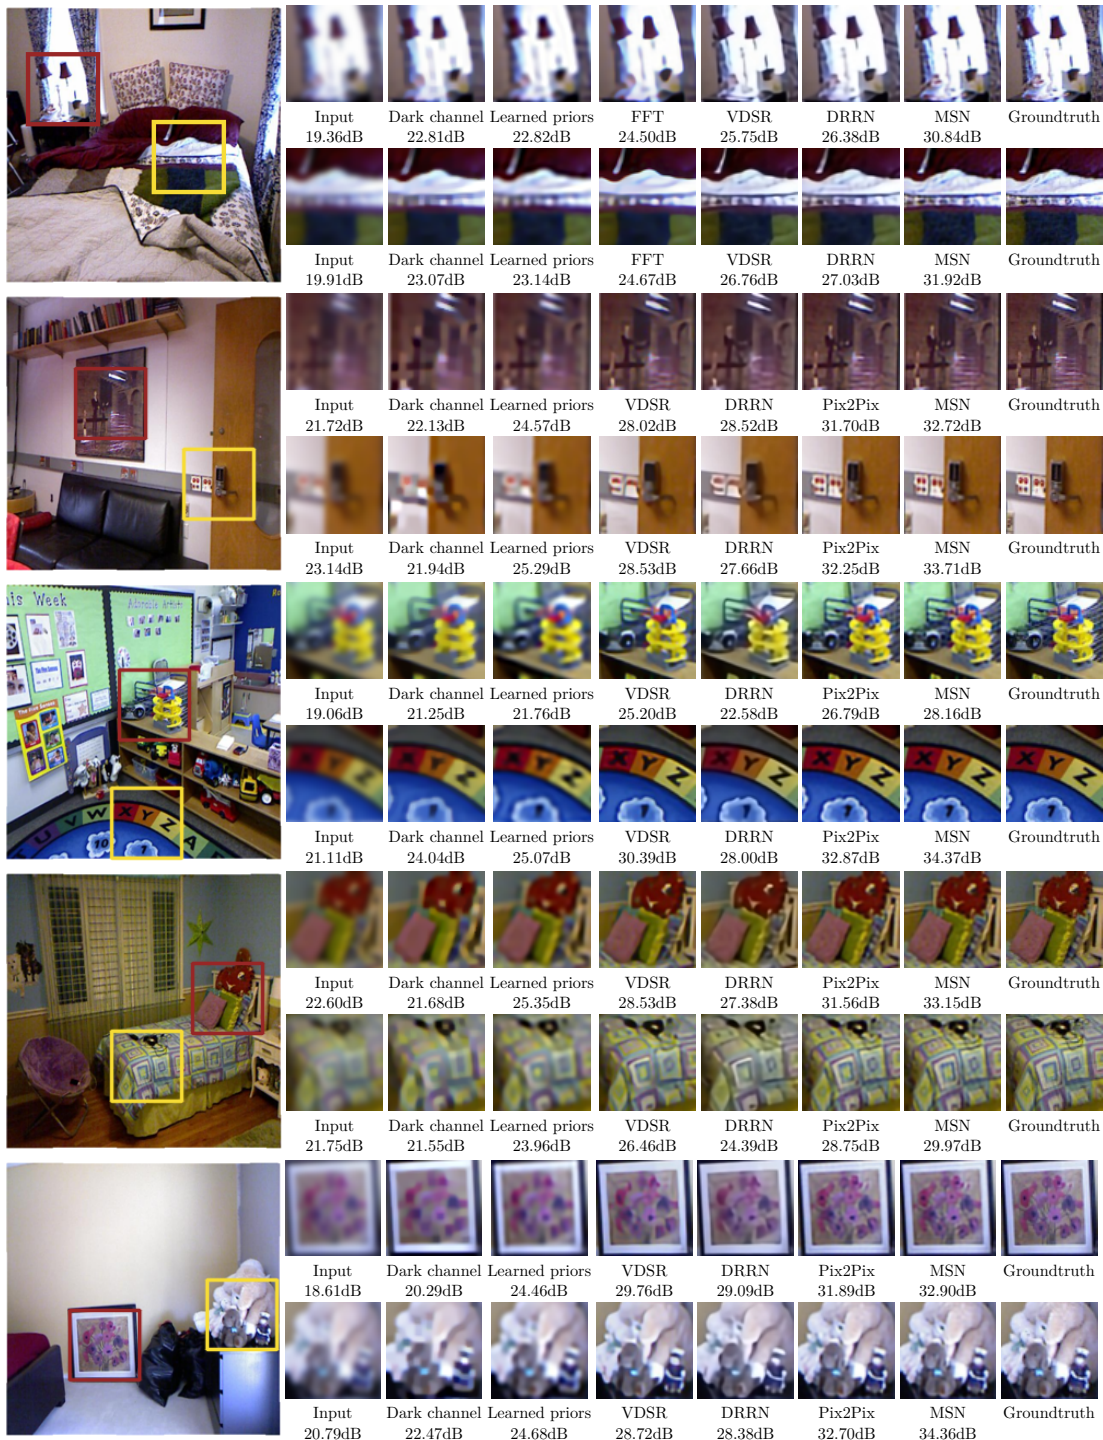 Input Dark channel Learned priors FFT VDSR DRRN MSN Groundtruth
19.36dB 22.81dB 22.82dB 24.50dB 25.75dB 26.38dB 30.84dB
Input Dark channel Learned priors FFT VDSR DRRN MSN Groundtruth
19.91dB 23.07dB 23.14dB 24.67dB 26.76dB 27.03dB 31.92dB
Input Dark channel Learned priors VDSR DRRN Pix2Pix MSN Groundtruth
21.72dB 22.13dB 24.57dB 28.02dB 28.52dB 31.70dB 32.72dB
Input Dark channel Learned priors VDSR DRRN Pix2Pix MSN Groundtruth
23.14dB 21.94dB 25.29dB 28.53dB 27.66dB 32.25dB 33.71dB
is Week
Adorable Artists
Input Dark channel Learned priors VDSR DRRN Pix2Pix MSN Groundtruth
19.06dB 21.25dB 21.76dB 25.20dB 22.58dB 26.79dB 28.16dB
U V W X Y Z A
10 1
X Y Z X Y Z X Y Z X Y Z X Y Z X Y Z X Y Z X Y Z
Input Dark channel Learned priors VDSR DRRN Pix2Pix MSN Groundtruth
21.11dB 24.04dB 25.07dB 30.39dB 28.00dB 32.87dB 34.37dB
Input Dark channel Learned priors VDSR DRRN Pix2Pix MSN Groundtruth
22.60dB 21.68dB 25.35dB 28.53dB 27.38dB 31.56dB 33.15dB
Input Dark channel Learned priors VDSR DRRN Pix2Pix MSN Groundtruth
21.75dB 21.55dB 23.96dB 26.46dB 24.39dB 28.75dB 29.97dB
Input Dark channel Learned priors VDSR DRRN Pix2Pix MSN Groundtruth
18.61dB 20.29dB 24.46dB 29.76dB 29.09dB 31.89dB 32.90dB
Input Dark channel Learned priors VDSR DRRN Pix2Pix MSN Groundtruth
20.79dB 22.47dB 24.68dB 28.72dB 28.38dB 32.70dB 34.36dB